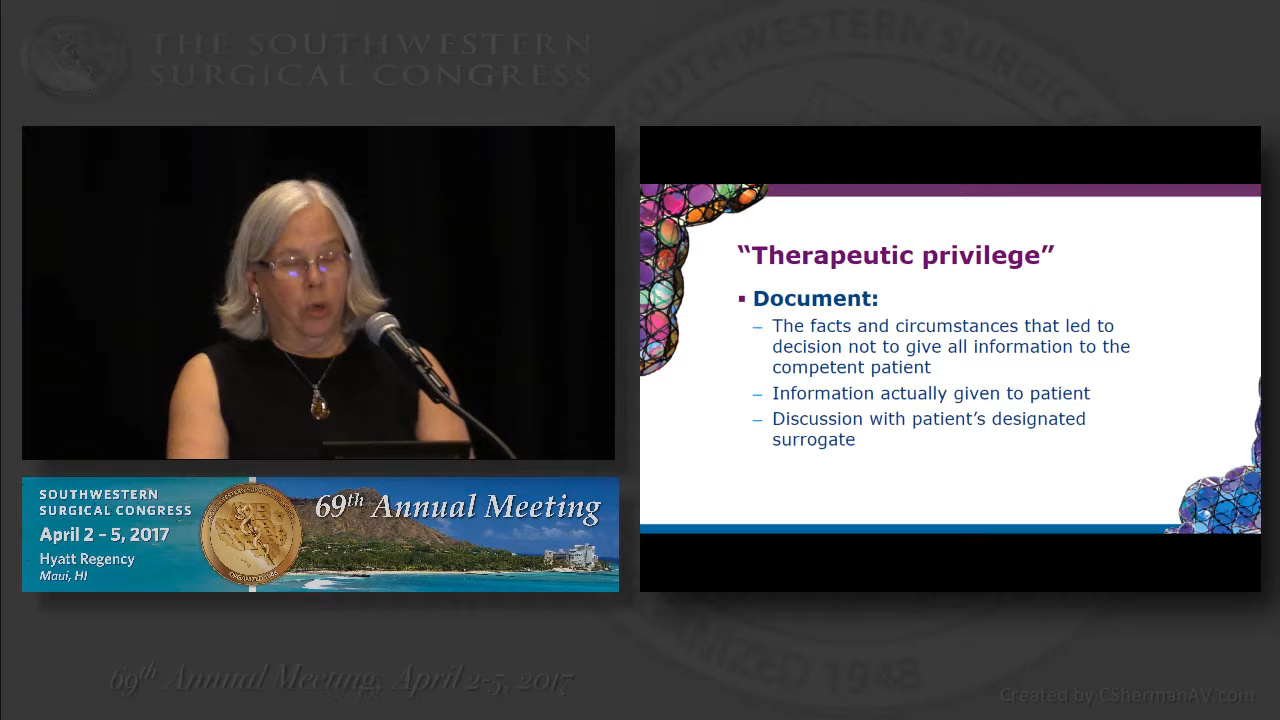 THE SOUTHWESTERN
SURGICAL CONGRESS
“Therapeutic privilege”
Document:
– The facts and circumstances that led to
decision not to give all information to the
competent patient
– Information actually given to patient
– Discussion with patient’s designated
surrogate
SOUTHWESTERN
SURGICAL CONGRESS
April 2 – 5, 2017
Hyatt Regency
Maui, HI
69th Annual Meeting
ORGANIZED 1948
69th Annual Meeting, April 2-5, 2017
Created by CShermanAV.com